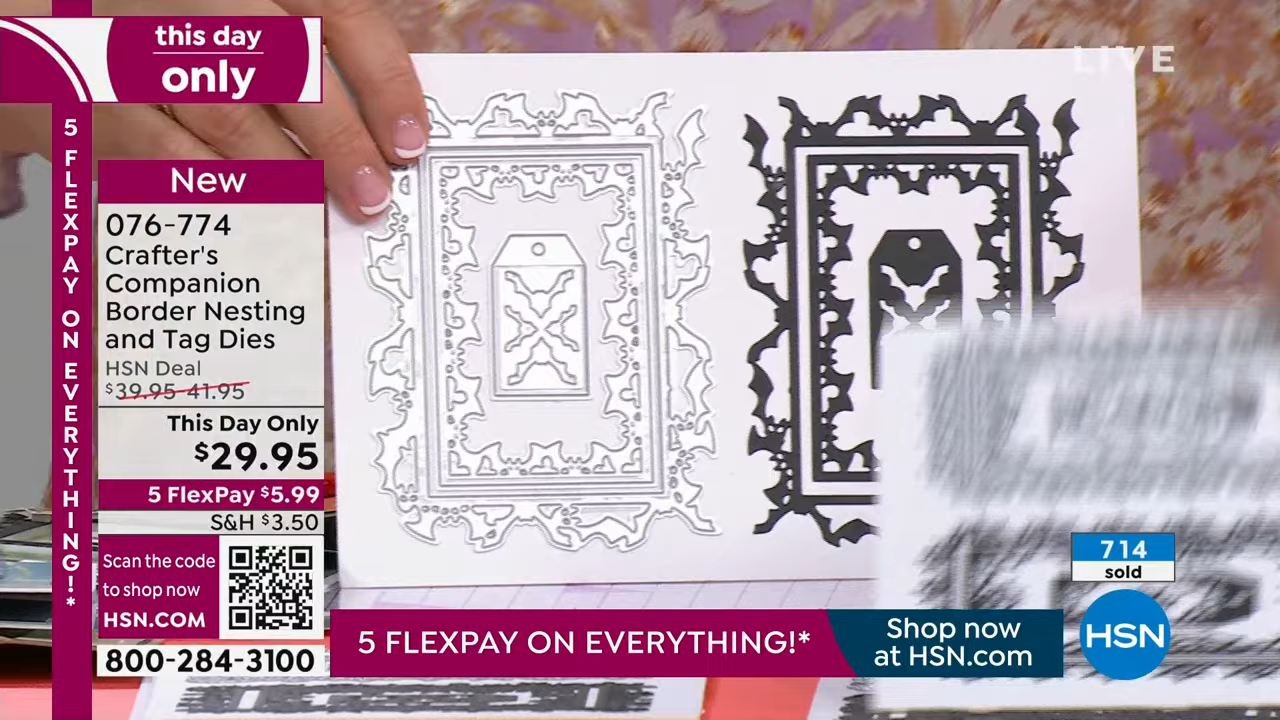 this day
only
LIVE
5 FLEXPAY ON EVERYTHING!*
New
076-774
Crafter's
Companion
Border Nesting
and Tag Dies
HSN Deal
$39.95-41.95
This Day Only
$29.95
5 FlexPay $5.99
S&H $3.50
Scan the code
to shop now
HSN.COM
800-284-3100
5 FLEXPAY ON EVERYTHING!*
Shop now
at HSN.com
714
sold
HSN